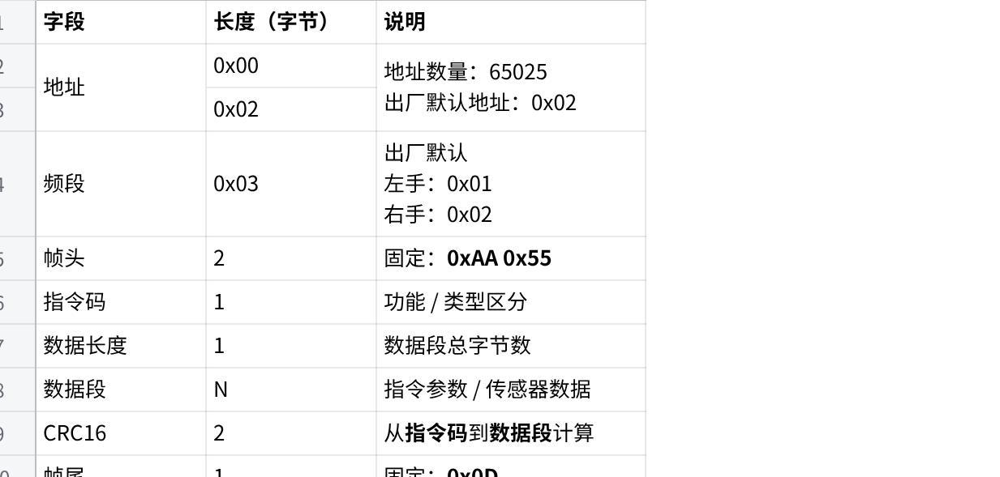 字段 长度（字节） 说明
地址 0x00 地址数量：65025
0x02 出厂默认地址：0x02
频段 0x03 出厂默认
左手：0x01
右手：0x02
帧头 2 固定：0xAA 0x55
指令码 1 功能 / 类型区分
数据长度 1 数据段总字节数
数据段 N 指令参数 / 传感器数据
CRC16 2 从指令码到数据段计算
帧尾 1 固定：0x0D